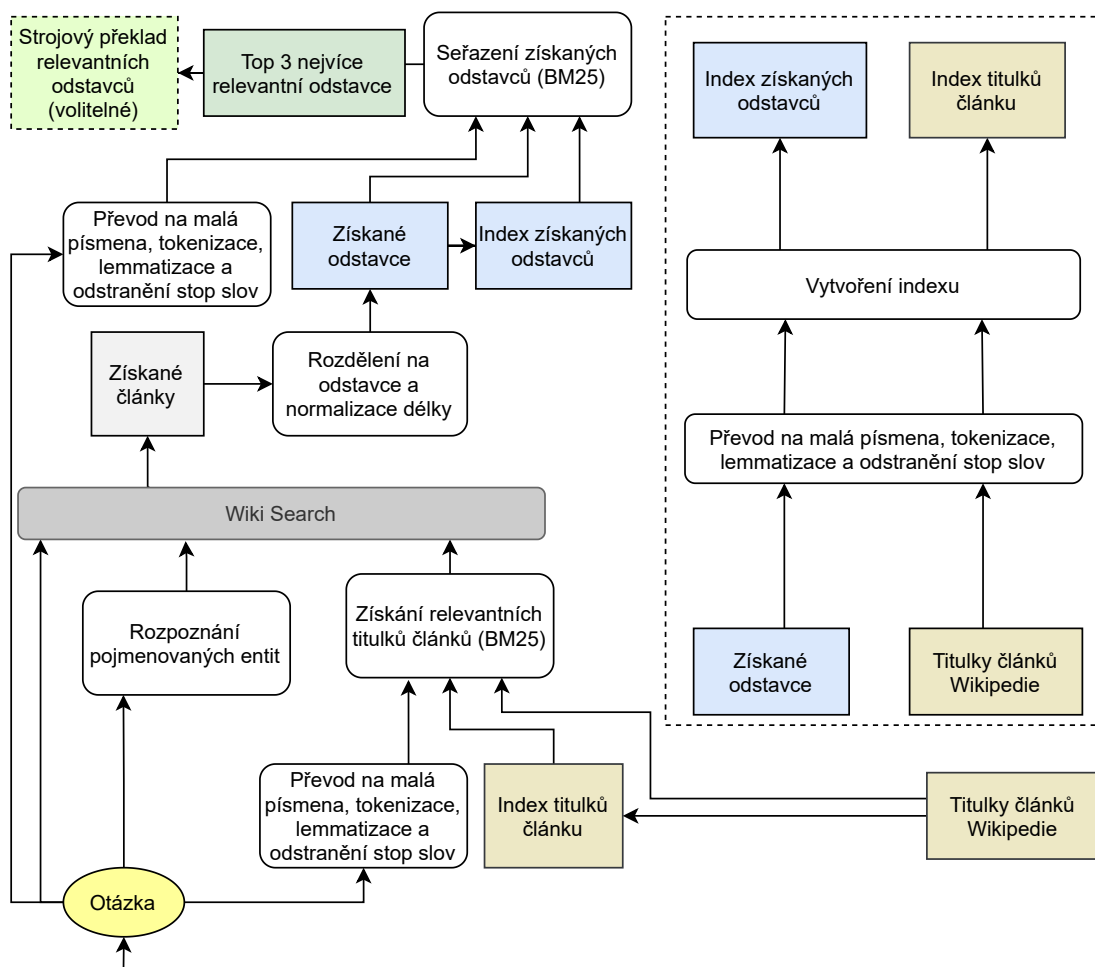 Strojový překlad
relevantních
odstavců
(volitelné)
Top 3 nejvíce
relevantní odstavce
Seřazení získaných
odstavců (BM25)
Index získaných
odstavců
Index titulků
článku
Převod na malá
písmena, tokenizace,
lemmatizace a
odstranění stop slov
Získané
odstavce
Index získaných
odstavců
Vytvoření indexu
Získané
články
Rozdělení na
odstavce a
normalizace délky
Převod na malá písmena, tokenizace,
lemmatizace a odstranění stop slov
Wiki Search
Rozpoznání
pojmenovaných entit
Získání relevantních
titulků článků (BM25)
Získané
odstavce
Titulky článků
Wikipedie
Převod na malá
písmena, tokenizace,
lemmatizace a
odstranění stop slov
Index titulků
článku
Titulky článků
Wikipedie
Otázka